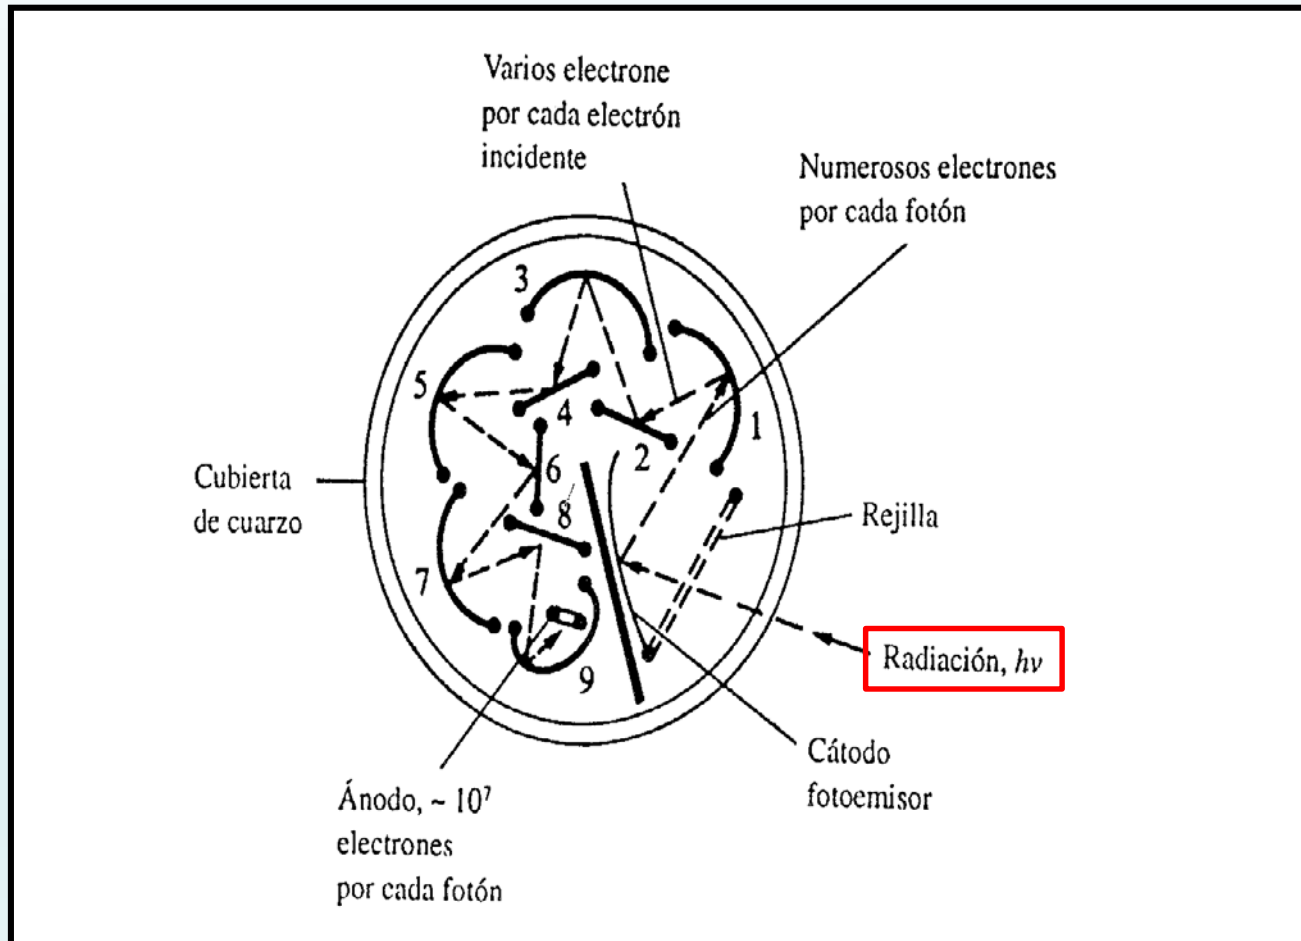 Varios electrone
por cada electrón
incidente
Numerosos electrones
por cada fotón
3
5
4
1
2
6
8
7
9
Cubierta
de cuarzo
Rejilla
Radiación, hν
Cátodo
fotoemisor
Ánodo, ~ 10⁷
electrones
por cada fotón